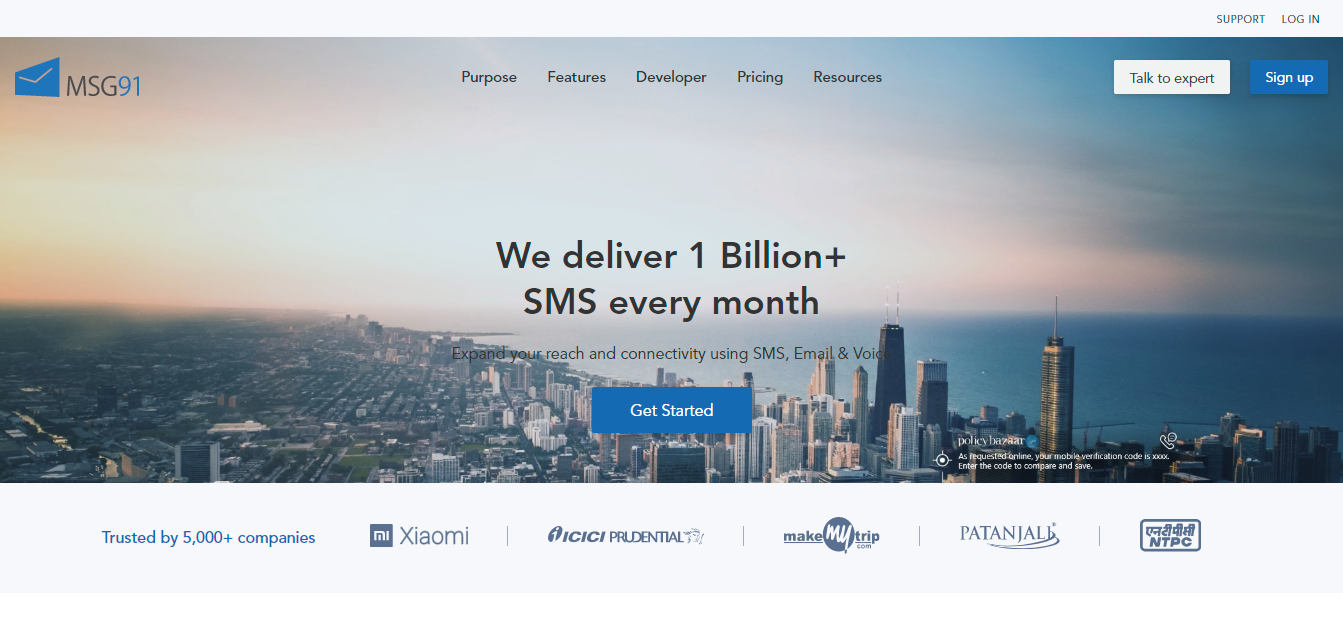 SUPPORT LOG IN
MSG91 Purpose Features Developer Pricing Resources Talk to expert Sign up
We deliver 1 Billion+
SMS every month
Expand your reach and connectivity using SMS, Email & Voice
Get Started
policybazaar
As requested online, your mobile verification code is xxxx.
Enter the code to compare and save.
Trusted by 5,000+ companies mi Xiaomi ICICI PRUDENTIAL make my trip .com PATANJALI® एनटीपीसी NTPC